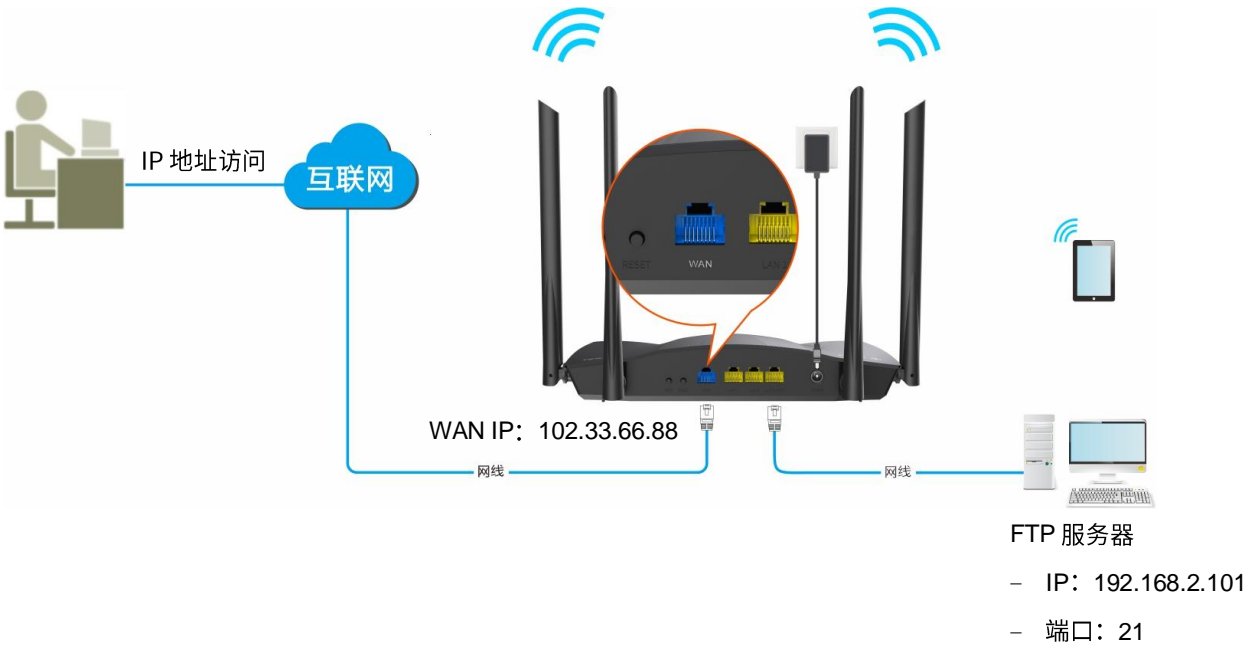 IP 地址访问
互联网
RESET
WAN
LAN
WAN IP：102.33.66.88
网线
网线
FTP 服务器
– IP：192.168.2.101
– 端口：21